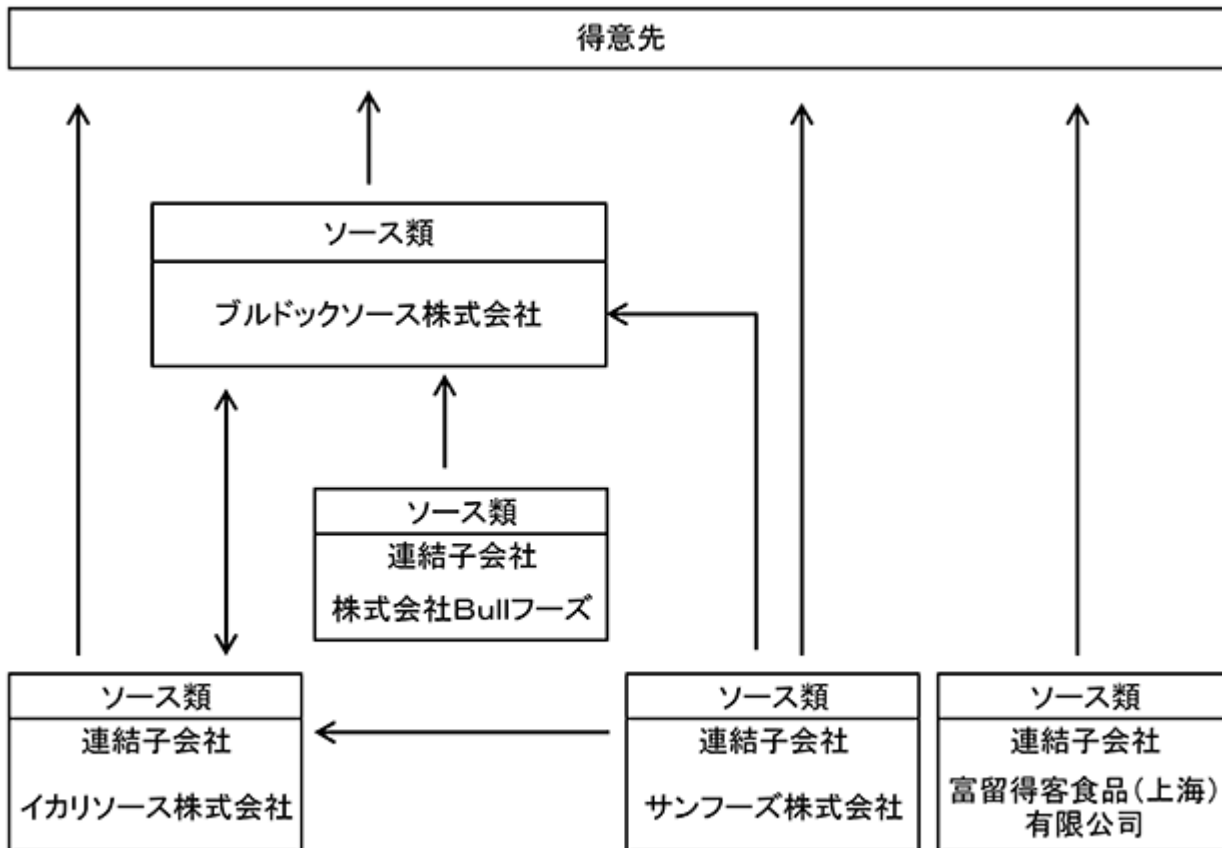 得意先
ソース類
ブルドックソース株式会社
ソース類
連結子会社
株式会社Bullフーズ
ソース類
連結子会社
イカリソース株式会社
ソース類
連結子会社
サンフーズ株式会社
ソース類
連結子会社
富留得客食品(上海)
有限公司